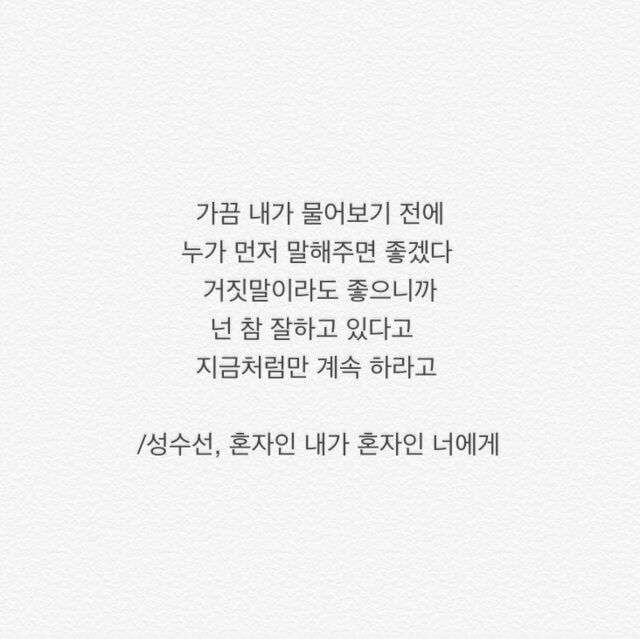 가끔 내가 물어보기 전에
누가 먼저 말해주면 좋겠다
거짓말이라도 좋으니까
넌 참 잘하고 있다고
지금처럼만 계속 하라고
/성수선, 혼자인 내가 혼자인 너에게